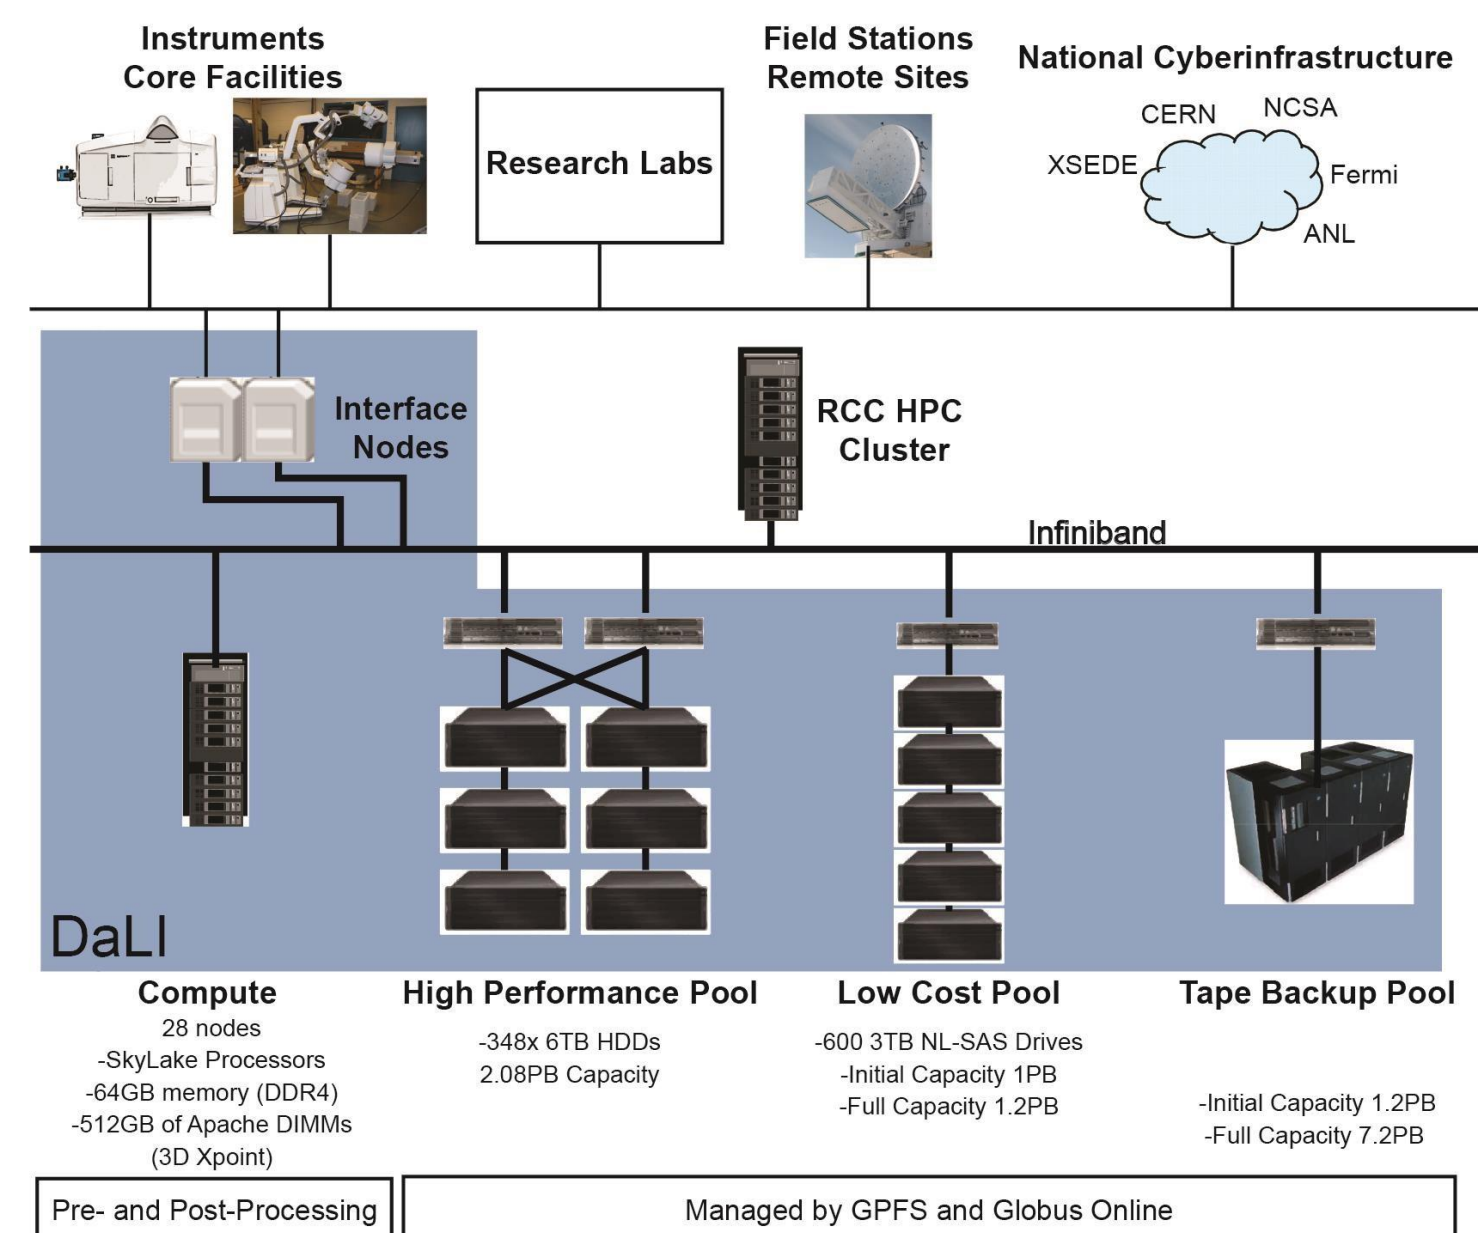 Instruments
Core Facilities
Research Labs
Field Stations
Remote Sites
National Cyberinfrastructure
CERN
NCSA
XSEDE
Fermi
ANL
Interface
Nodes
RCC HPC
Cluster
Infiniband
DaLI
Compute
28 nodes
-SkyLake Processors
-64GB memory (DDR4)
-512GB of Apache DIMMs
(3D Xpoint)
High Performance Pool
-348x 6TB HDDs
2.08PB Capacity
Low Cost Pool
-600 3TB NL-SAS Drives
-Initial Capacity 1PB
-Full Capacity 1.2PB
Tape Backup Pool
-Initial Capacity 1.2PB
-Full Capacity 7.2PB
Pre- and Post-Processing
Managed by GPFS and Globus Online